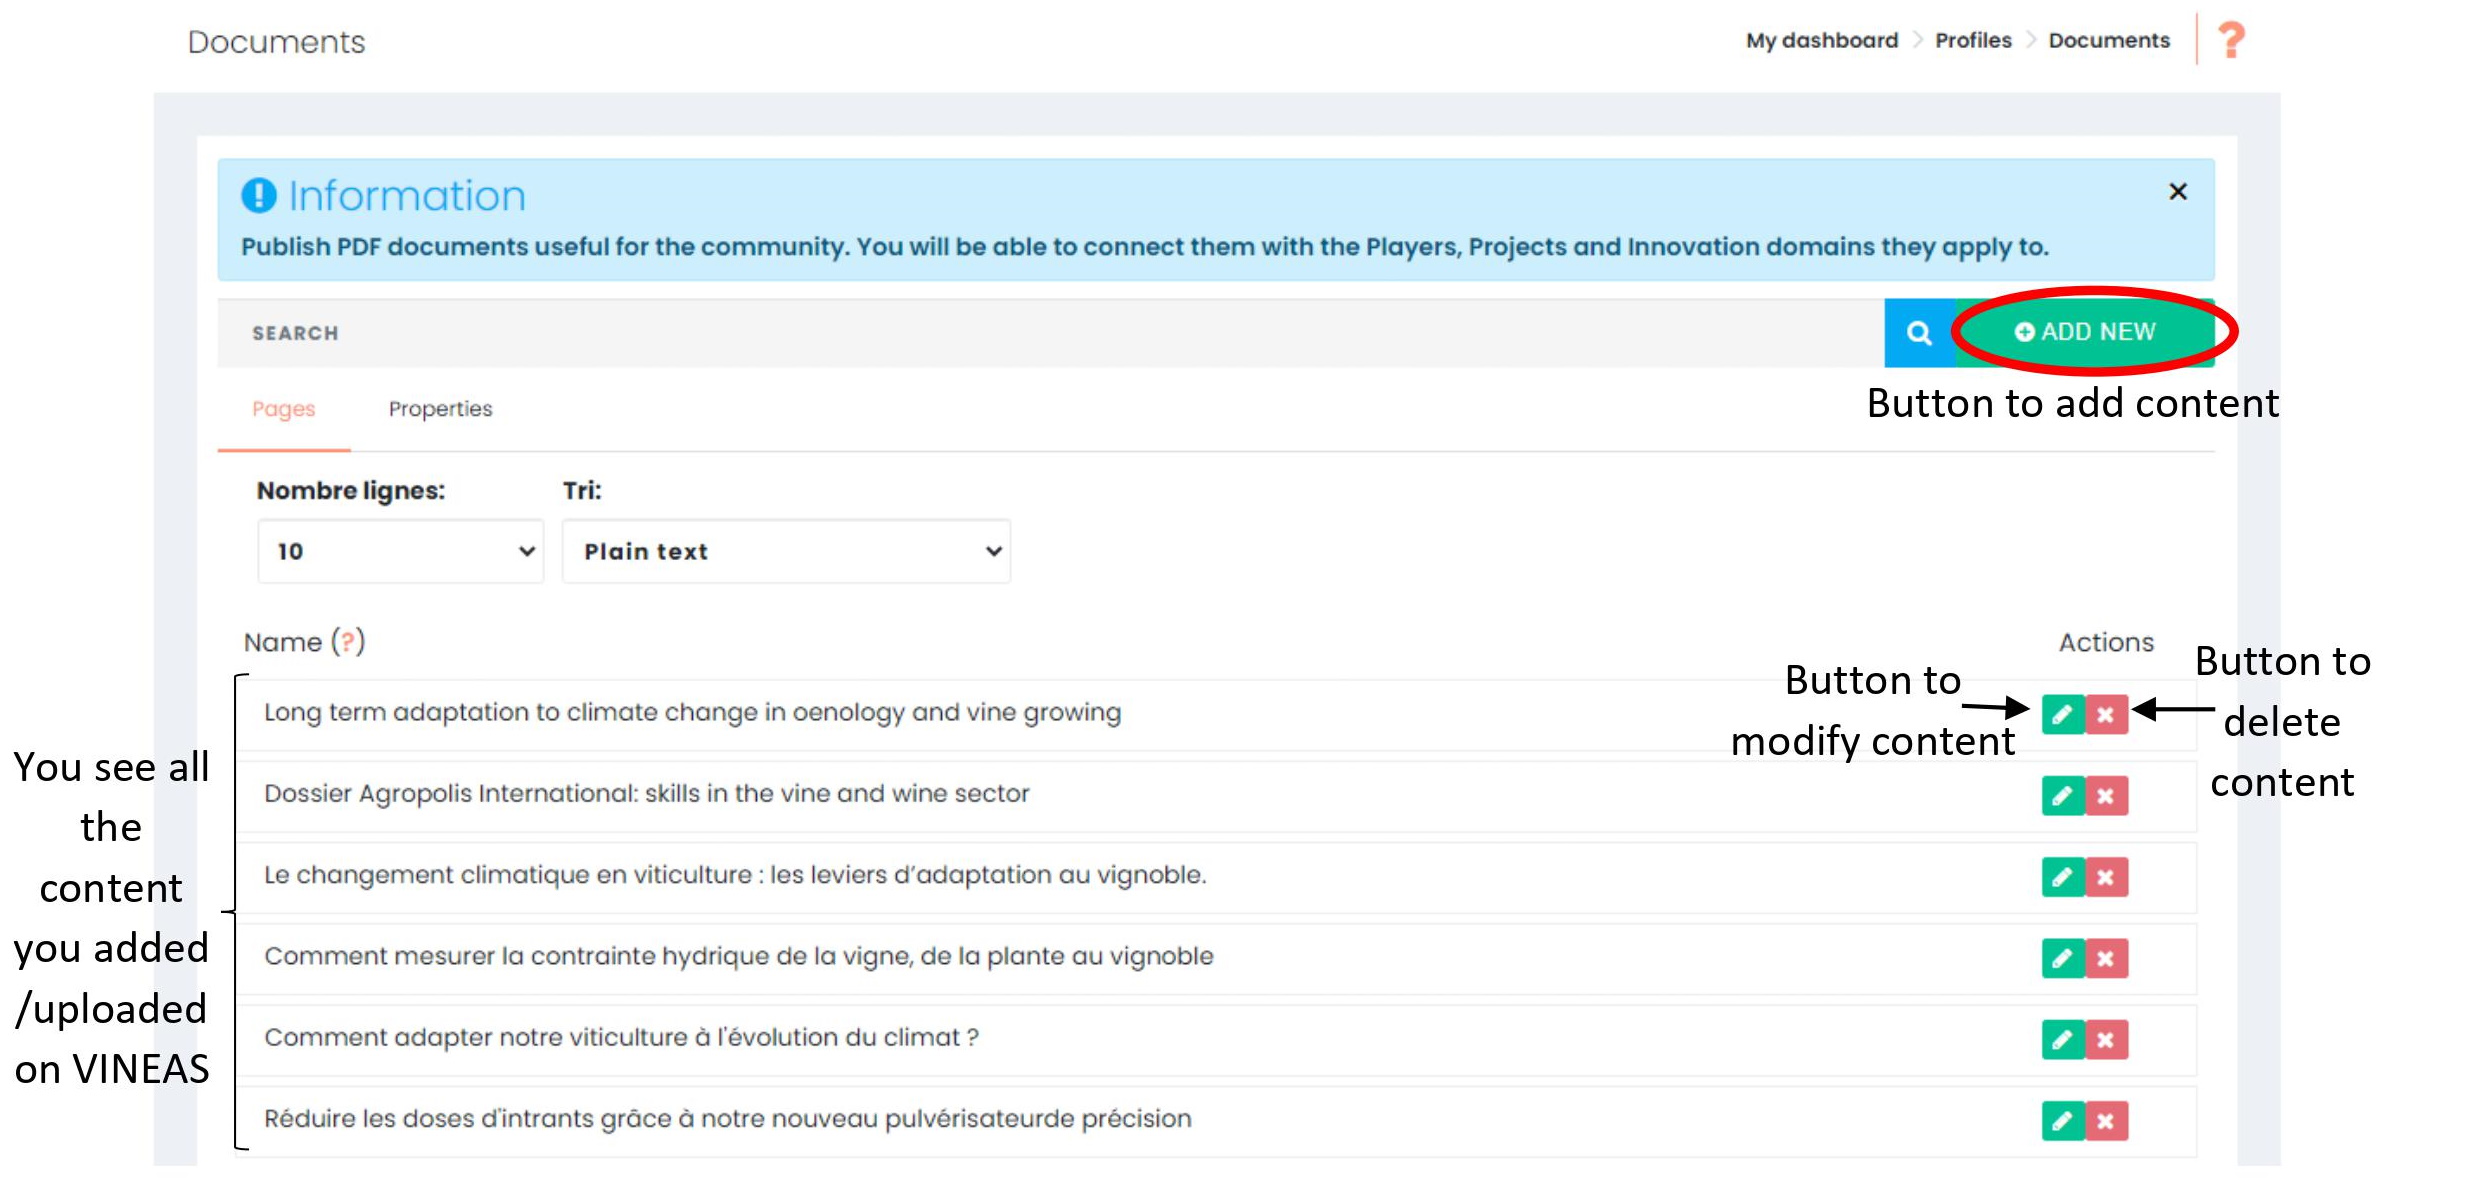 Documents
My dashboard > Profiles > Documents ?
Information
Publish PDF documents useful for the community. You will be able to connect them with the Players, Projects and Innovation domains they apply to.
SEARCH
ADD NEW
Button to add content
Pages Properties
Nombre lignes: Tri:
10 Plain text
Name (?) Actions
Button to
modify content
Button to
delete
content
Long term adaptation to climate change in oenology and vine growing
Dossier Agropolis International: skills in the vine and wine sector
Le changement climatique en viticulture : les leviers d’adaptation au vignoble.
Comment mesurer la contrainte hydrique de la vigne, de la plante au vignoble
Comment adapter notre viticulture à l'évolution du climat ?
Réduire les doses d'intrants grâce à notre nouveau pulvérisateurde précision
You see all
the
content
you added
/uploaded
on VINEAS